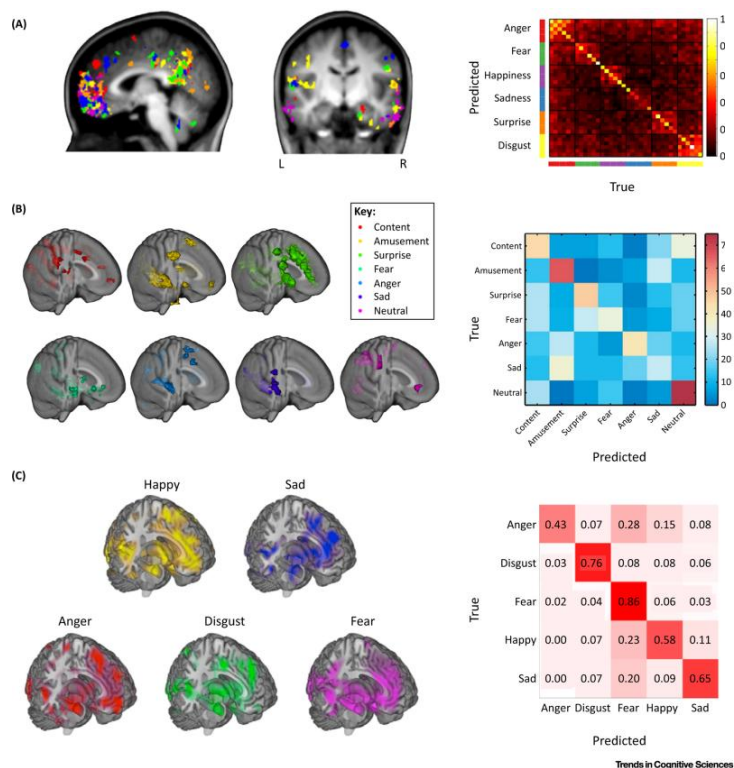 (A)
L
R
Predicted
Anger
Fear
Happiness
Sadness
Surprise
Disgust
True
1
0.8
0.6
0.4
0.2
0
(B)
Key:
Content
Amusement
Surprise
Fear
Anger
Sad
Neutral
True
Content
Amusement
Surprise
Fear
Anger
Sad
Neutral
Content
Amusement
Surprise
Fear
Anger
Sad
Neutral
Predicted
70
60
50
40
30
20
10
0
(C)
Happy Sad
Anger Disgust Fear
True
Anger 0.43 0.07 0.28 0.15 0.08
Disgust 0.03 0.76 0.08 0.08 0.06
Fear 0.02 0.04 0.86 0.06 0.03
Happy 0.00 0.07 0.23 0.58 0.11
Sad 0.00 0.07 0.20 0.09 0.65
Anger Disgust Fear Happy Sad
Predicted
Trends in Cognitive Sciences